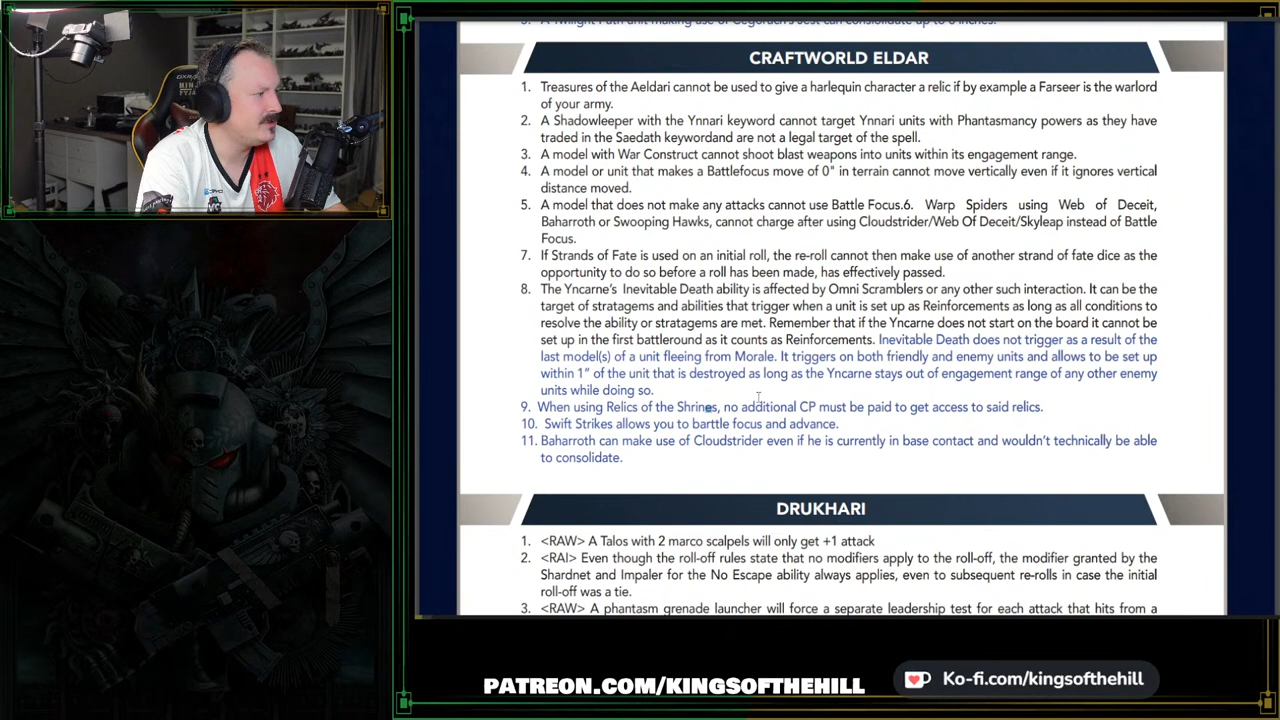 5. A Twilight Path unit making use of Cegorach's Jest can consolidate up to 6 inches.
CRAFTWORLD ELDAR
1. Treasures of the Aeldari cannot be used to give a harlequin character a relic if by example a Farseer is the warlord
of your army.
2. A Shadowleeper with the Ynnari keyword cannot target Ynnari units with Phantasmancy powers as they have
traded in the Saedath keywordand are not a legal target of the spell.
3. A model with War Construct cannot shoot blast weapons into units within its engagement range.
4. A model or unit that makes a Battlefocus move of 0" in terrain cannot move vertically even if it ignores vertical
distance moved.
5. A model that does not make any attacks cannot use Battle Focus.6. Warp Spiders using Web of Deceit,
Baharroth or Swooping Hawks, cannot charge after using Cloudstrider/Web Of Deceit/Skyleap instead of Battle
Focus.
7. If Strands of Fate is used on an initial roll, the re-roll cannot then make use of another strand of fate dice as the
opportunity to do so before a roll has been made, has effectively passed.
8. The Yncarne's Inevitable Death ability is affected by Omni Scramblers or any other such interaction. It can be the
target of stratagems and abilities that trigger when a unit is set up as Reinforcements as long as all conditions to
resolve the ability or stratagems are met. Remember that if the Yncarne does not start on the board it cannot be
set up in the first battleround as it counts as Reinforcements. Inevitable Death does not trigger as a result of the
last model(s) of a unit fleeing from Morale. It triggers on both friendly and enemy units and allows to be set up
within 1" of the unit that is destroyed as long as the Yncarne stays out of engagement range of any other enemy
units while doing so.
9. When using Relics of the Shrines, no additional CP must be paid to get access to said relics.
10. Swift Strikes allows you to barttle focus and advance.
11. Baharroth can make use of Cloudstrider even if he is currently in base contact and wouldn't technically be able
to consolidate.
DRUKHARI
1. <RAW> A Talos with 2 marco scalpels will only get +1 attack
2. <RAI> Even though the roll-off rules state that no modifiers apply to the roll-off, the modifier granted by the
Shardnet and Impaler for the No Escape ability always applies, even to subsequent re-rolls in case the initial
roll-off was a tie.
3. <RAW> A phantasm grenade launcher will force a separate leadership test for each attack that hits from a
PATREON.COM/KINGSOFTHEHILL
Ko-fi.com/kingsofthehill